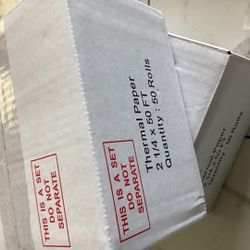 Thermal Paper
2 1/4 x 50 FT
Quantity : 50 Rolls
THIS IS A SET
DO NOT
SEPARATE
THIS IS A SET
DO NOT
SEPARATE